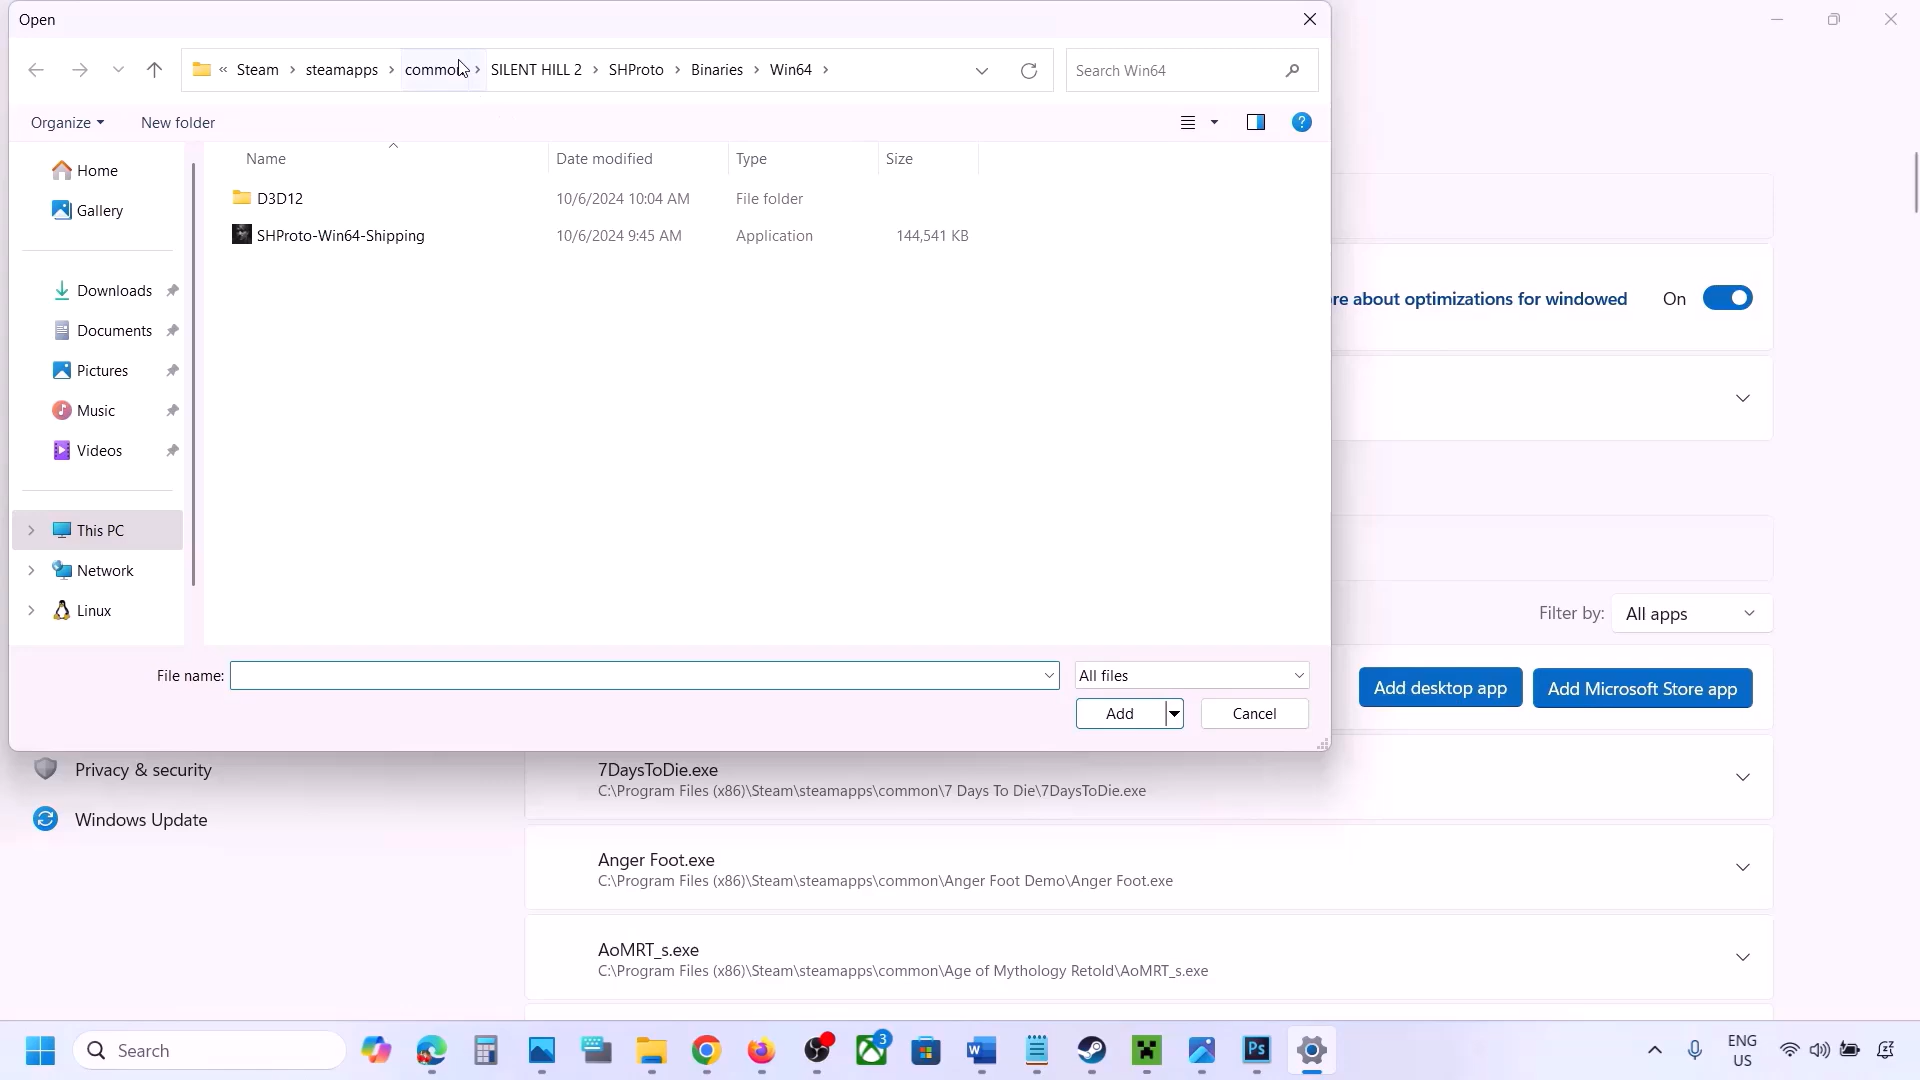 Open
« Steam > steamapps > common > SILENT HILL 2 > SHProto > Binaries > Win64 >
Search Win64
Organize
New folder
Home
Gallery
Downloads
Documents
Pictures
Music
Videos
This PC
Network
Linux
Name
Date modified
Type
Size
D3D12
10/6/2024 10:04 AM
File folder
SHProto-Win64-Shipping
10/6/2024 9:45 AM
Application
144,541 KB
File name:
All files
Add
Cancel
re about optimizations for windowed
On
Filter by:
All apps
Add desktop app
Add Microsoft Store app
Privacy & security
Windows Update
7DaysToDie.exe
C:\Program Files (x86)\Steam\steamapps\common\7 Days To Die\7DaysToDie.exe
Anger Foot.exe
C:\Program Files (x86)\Steam\steamapps\common\Anger Foot Demo\Anger Foot.exe
AoMRT_s.exe
C:\Program Files (x86)\Steam\steamapps\common\Age of Mythology Retold\AoMRT_s.exe
Search
3
W
Ps
ENG
US